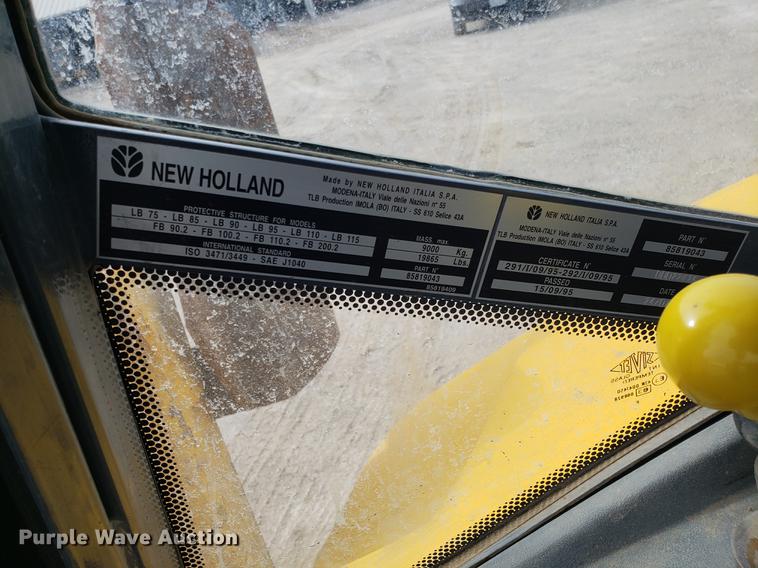 NEW HOLLAND
Made by NEW HOLLAND ITALIA S.P.A.
MODENA-ITALY Viale delle Nazioni n° 55
TLB Production IMOLA (BO) ITALY - SS 610 Selice 43A
PROTECTIVE STRUCTURE FOR MODELS
LB 75 - LB 85 - LB 90 - LB 95 - LB 110 - LB 115
FB 90.2 - FB 100.2 - FB 110.2 - FB 200.2
INTERNATIONAL STANDARD
ISO 3471/3449 - SAE J1040
MASS max.
9000 Kg.
19865 Lbs.
PART N°
85819043
85818409
NEW HOLLAND ITALIA S.P.A.
MODENA-ITALY Viale delle Nazioni n° 55
TLB Production IMOLA (BO) ITALY - SS 610 Selice 43A
CERTIFICATE N°
291/I/09/95-292/I/09/95
PASSED
15/09/95
PART N°
85819043
SERIAL N°
DATE
TEMPERED
GLASS
Purple Wave Auction